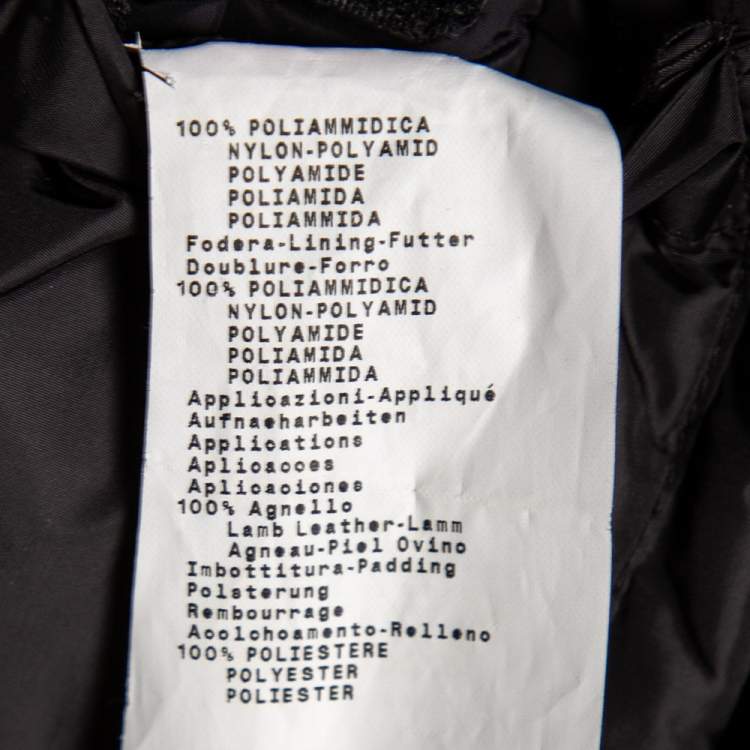 100% POLIAMMIDICA
NYLON-POLYAMID
POLYAMIDE
POLIAMIDA
POLIAMMIDA
Fodera-Lining-Futter
Doublure-Forro
100% POLIAMMIDICA
NYLON-POLYAMID
POLYAMIDE
POLIAMIDA
POLIAMMIDA
Applicazioni-Appliqué
Aufnaeharbeiten
Applications
Aplicacoes
Aplicaciones
100% Agnello
Lamb Leather-Lamm
Agneau-Piel Ovino
Imbottitura-Padding
Polsterung
Rembourrage
Acolchoamento-Relleno
100% POLIESTERE
POLYESTER
POLIESTER